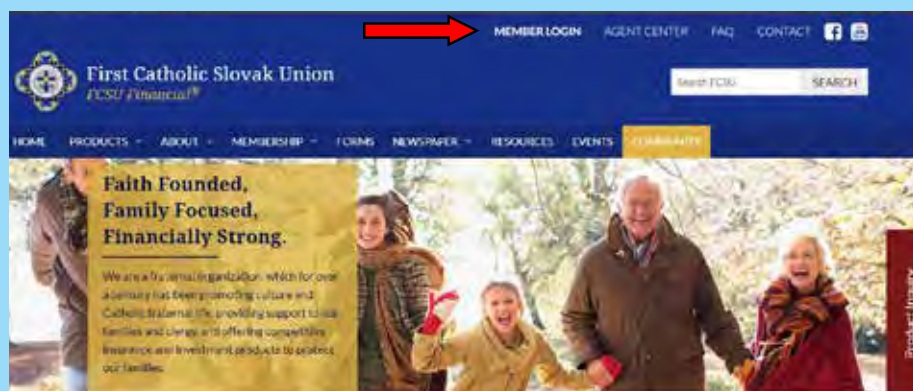 MEMBER LOGIN AGENT CENTER FAQ CONTACT
First Catholic Slovak Union
FCSU Financial®
Search FCSU SEARCH
HOME PRODUCTS ABOUT MEMBERSHIP FORMS NEWSPAPER RESOURCES EVENTS COMMUNITY
Faith Founded,
Family Focused,
Financially Strong.
We are a fraternal organization, which for over
a century has been promoting culture and
Catholic fraternal life, providing support to our
families and clergy, and offering competitive
insurance and investment products to protect
our families.
Product Inquiry